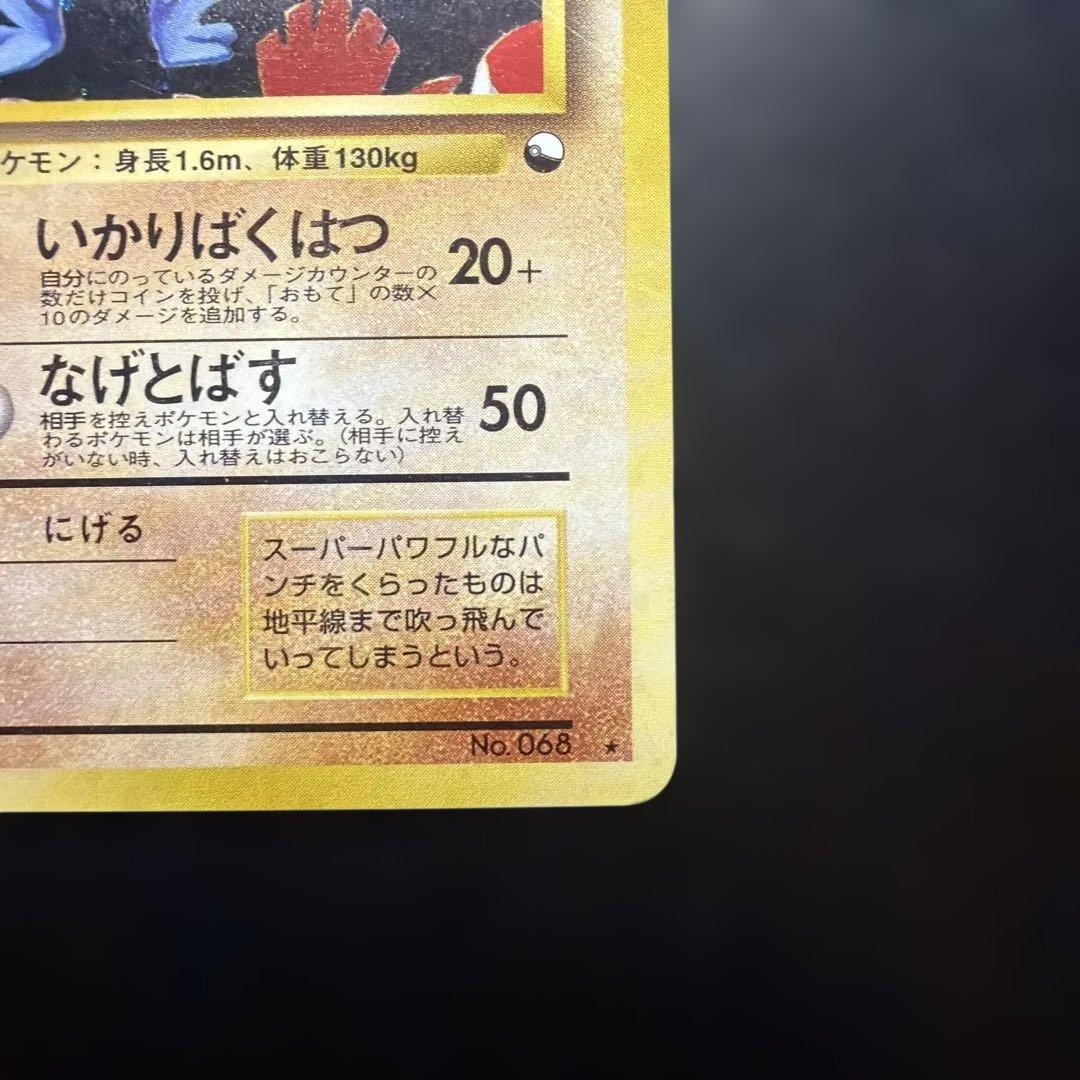 ケモン：身長1.6m、体重130kg
いかりばくはつ 20+
自分にのっているダメージカウンターの
数だけコインを投げ、「おもて」の数×
10のダメージを追加する。
なげとばす 50
相手を控えポケモンと入れ替える。入れ替
わるポケモンは相手が選ぶ。（相手に控え
がいない時、入れ替えはおこらない）
にげる
スーパーパワフルなパ
ンチをくらったものは
地平線まで吹っ飛んで
いってしまうという。
No.068 ★